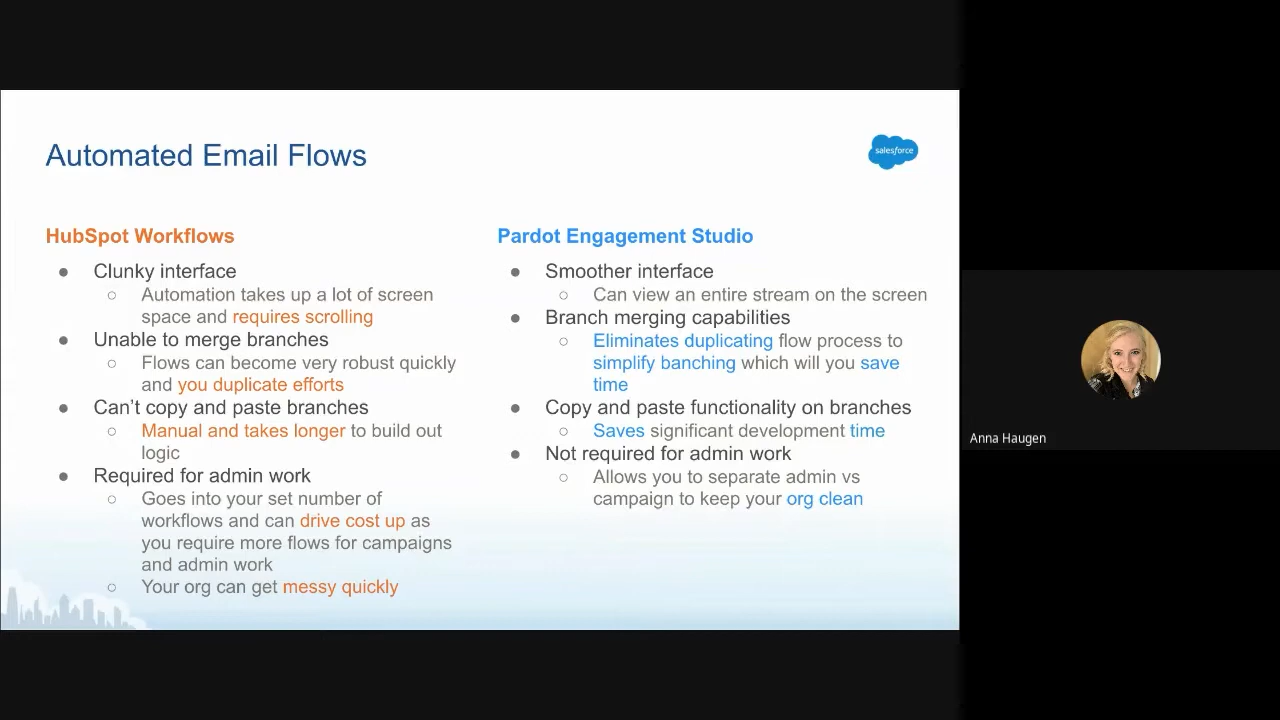 Automated Email Flows
salesforce
HubSpot Workflows
● Clunky interface
○ Automation takes up a lot of screen
space and requires scrolling
● Unable to merge branches
○ Flows can become very robust quickly
and you duplicate efforts
● Can't copy and paste branches
○ Manual and takes longer to build out
logic
● Required for admin work
○ Goes into your set number of
workflows and can drive cost up as
you require more flows for campaigns
and admin work
○ Your org can get messy quickly
Pardot Engagement Studio
● Smoother interface
○ Can view an entire stream on the screen
● Branch merging capabilities
○ Eliminates duplicating flow process to
simplify banching which will you save
time
● Copy and paste functionality on branches
○ Saves significant development time
● Not required for admin work
○ Allows you to separate admin vs
campaign to keep your org clean
Anna Haugen